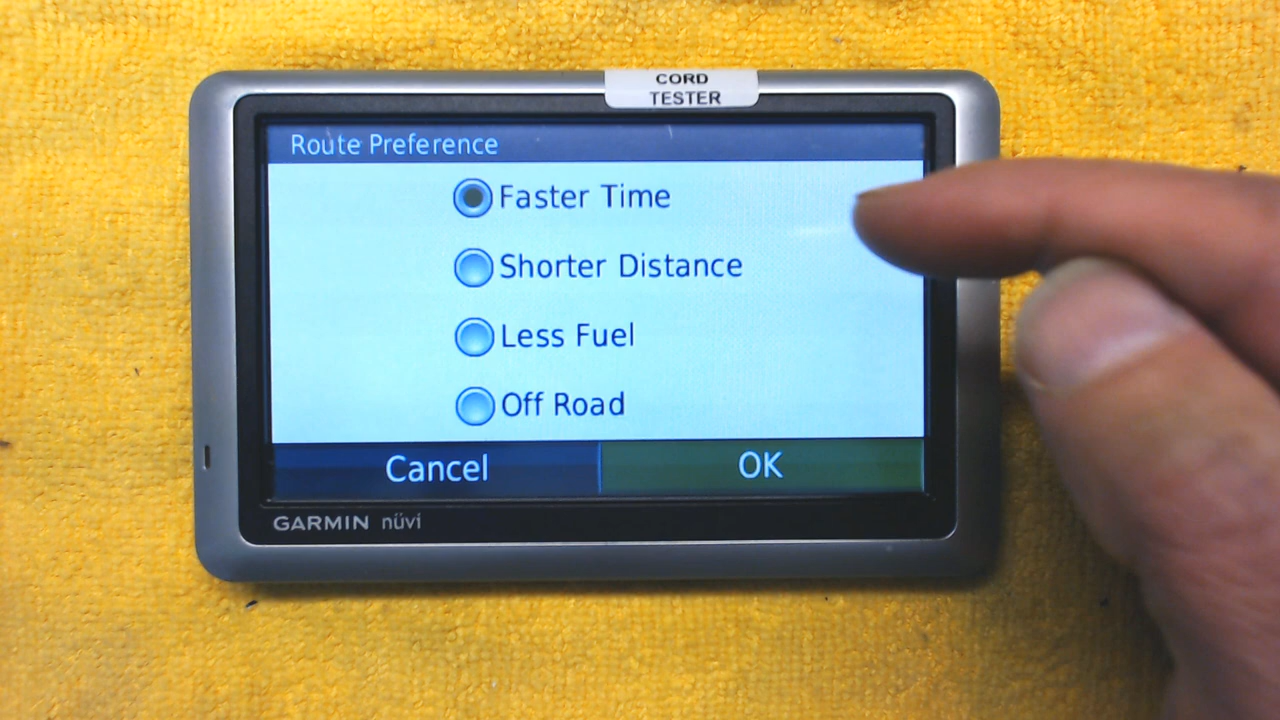 CORD
TESTER
Route Preference
Faster Time
Shorter Distance
Less Fuel
Off Road
Cancel
OK
GARMIN nüvi